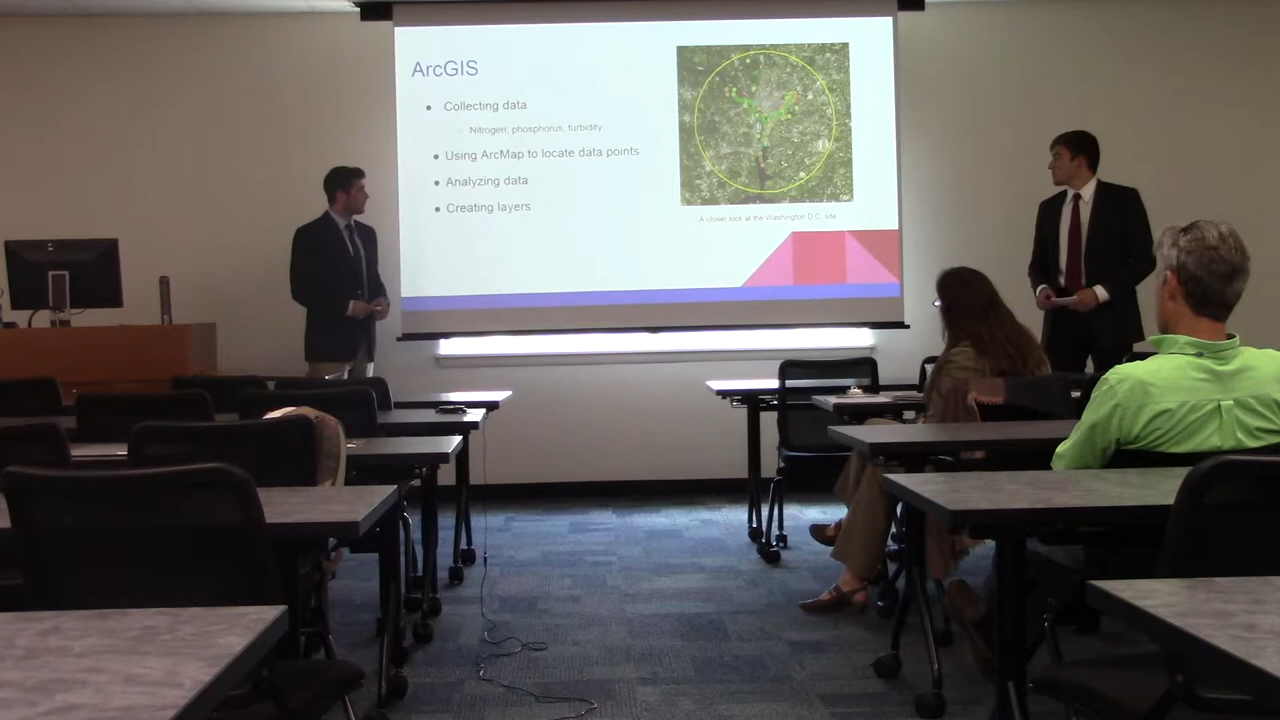 ArcGIS
● Collecting data
○ Nitrogen, phosphorus, turbidity
● Using ArcMap to locate data points
● Analyzing data
● Creating layers
A closer look at the Washington D.C. site